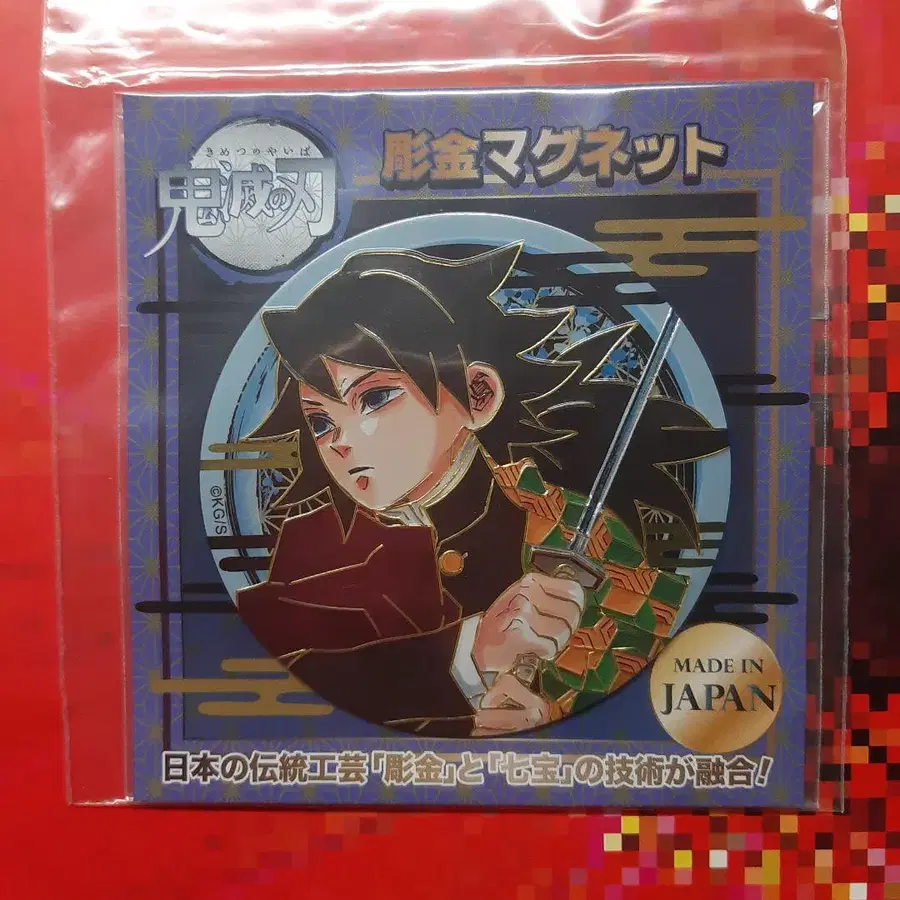 きめつのやいば
鬼滅の刃
彫金マグネット
©KG/S
MADE IN
JAPAN
日本の伝統工芸「彫金」と「七宝」の技術が融合!